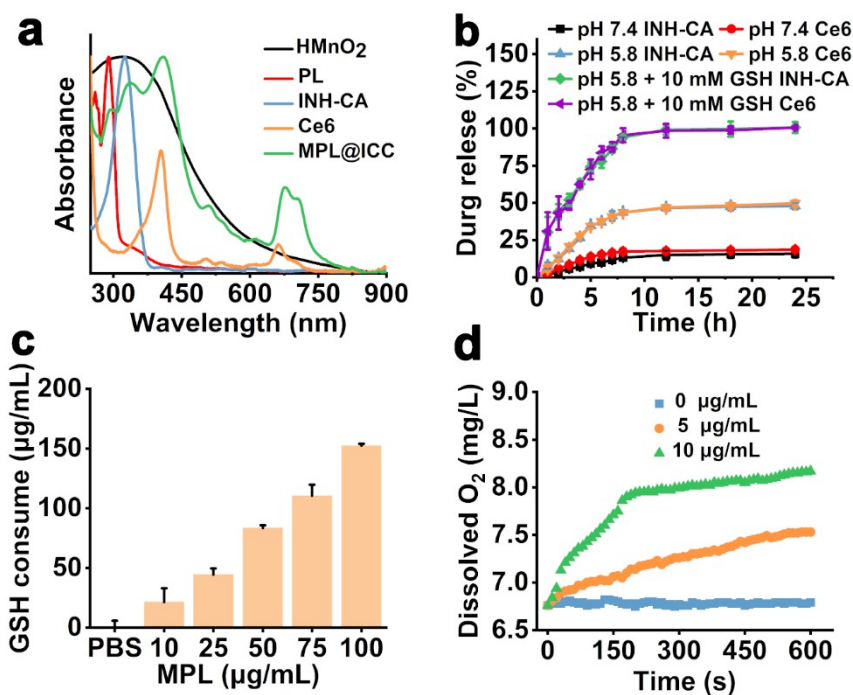 a
HMnO2
PL
INH-CA
Ce6
MPL@ICC
Absorbance
300 450 600 750 900
Wavelength (nm)
b
pH 7.4 INH-CA pH 7.4 Ce6
pH 5.8 INH-CA pH 5.8 Ce6
pH 5.8 + 10 mM GSH INH-CA
pH 5.8 + 10 mM GSH Ce6
Durg relese (%)
150
125
100
75
50
25
0
0 5 10 15 20 25
Time (h)
c
GSH consume (µg/mL)
200
150
100
50
0
PBS 10 25 50 75 100
MPL (µg/mL)
d
0 µg/mL
5 µg/mL
10 µg/mL
Dissolved O2 (mg/L)
9.0
8.0
7.5
6.7
6.5
0 150 300 450 600
Time (s)